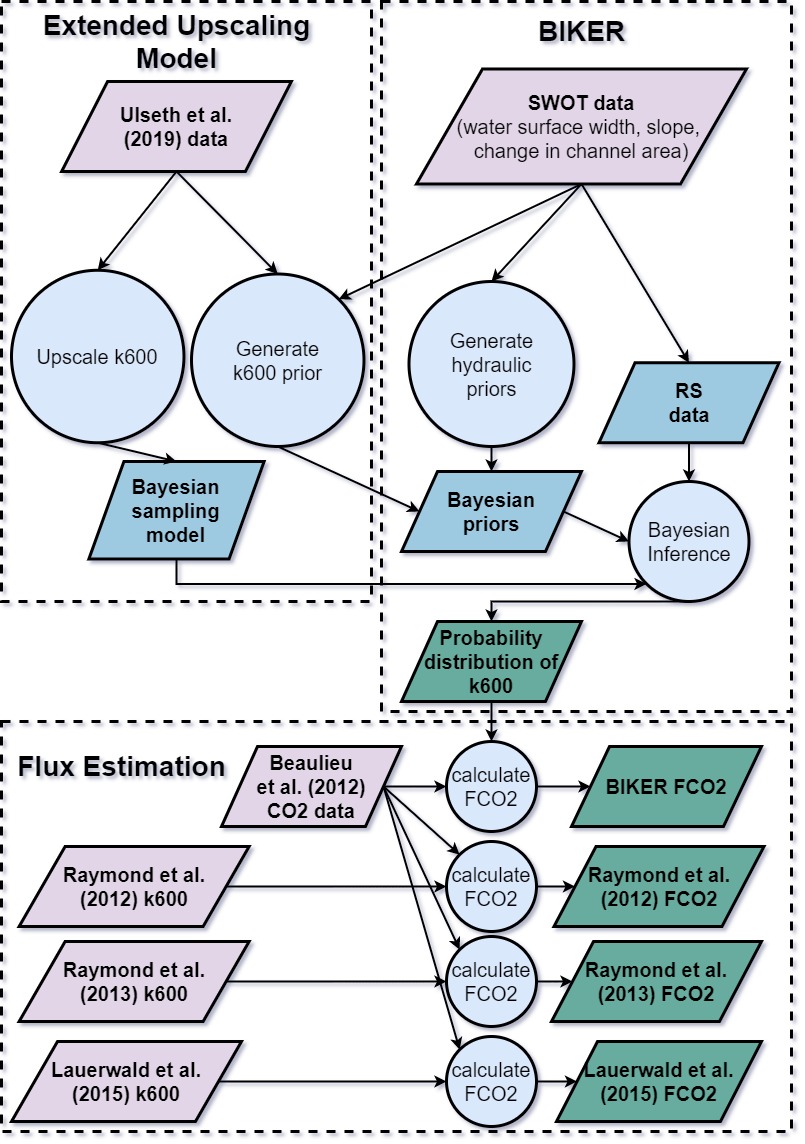 Extended Upscaling
Model
BIKER
Ulseth et al.
(2019) data
SWOT data
(water surface width, slope,
change in channel area)
Upscale k600
Generate
k600 prior
Generate
hydraulic
priors
RS
data
Bayesian
sampling
model
Bayesian
priors
Bayesian
Inference
Probability
distribution of
k600
Flux Estimation
Beaulieu
et al. (2012)
CO2 data
calculate
FCO2
BIKER FCO2
Raymond et al.
(2012) k600
calculate
FCO2
Raymond et al.
(2012) FCO2
Raymond et al.
(2013) k600
calculate
FCO2
Raymond et al.
(2013) FCO2
Lauerwald et al.
(2015) k600
calculate
FCO2
Lauerwald et al.
(2015) FCO2